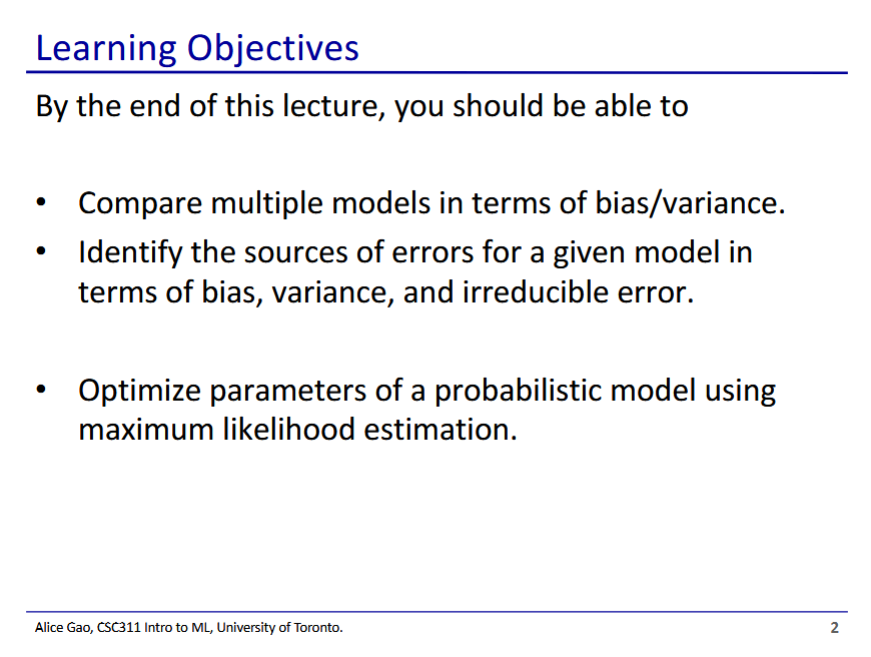 Learning Objectives
By the end of this lecture, you should be able to
• Compare multiple models in terms of bias/variance.
• Identify the sources of errors for a given model in
terms of bias, variance, and irreducible error.
• Optimize parameters of a probabilistic model using
maximum likelihood estimation.
Alice Gao, CSC311 Intro to ML, University of Toronto. 2